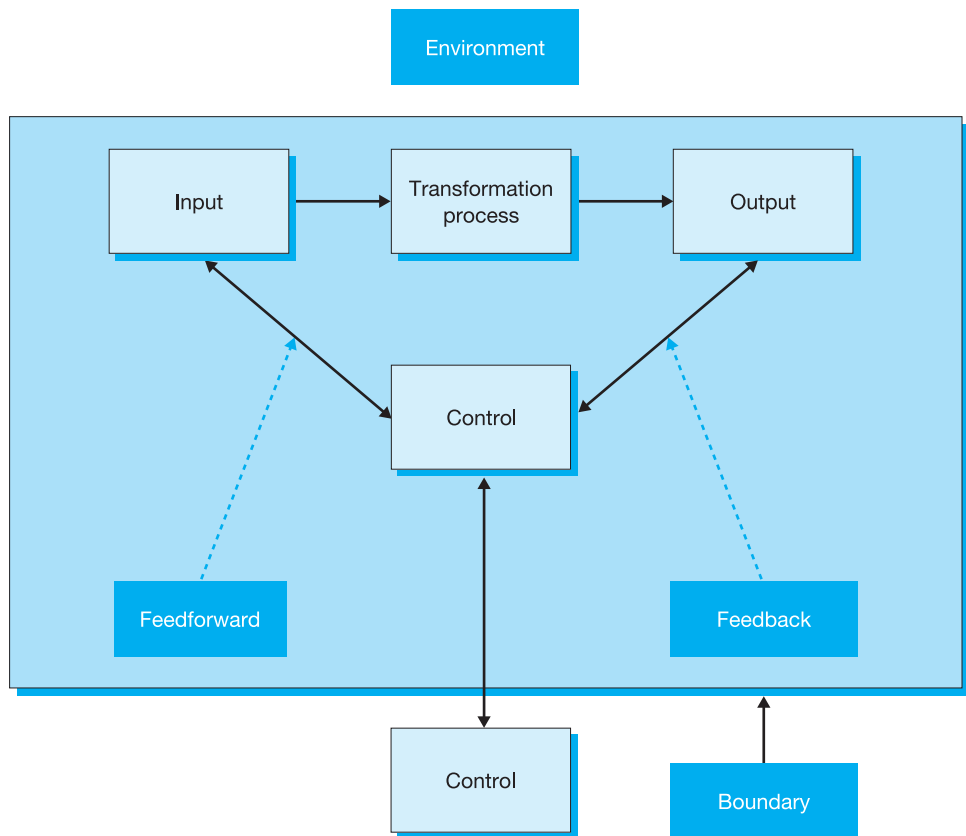 Environment
Input
Transformation
process
Output
Control
Feedforward
Feedback
Control
Boundary